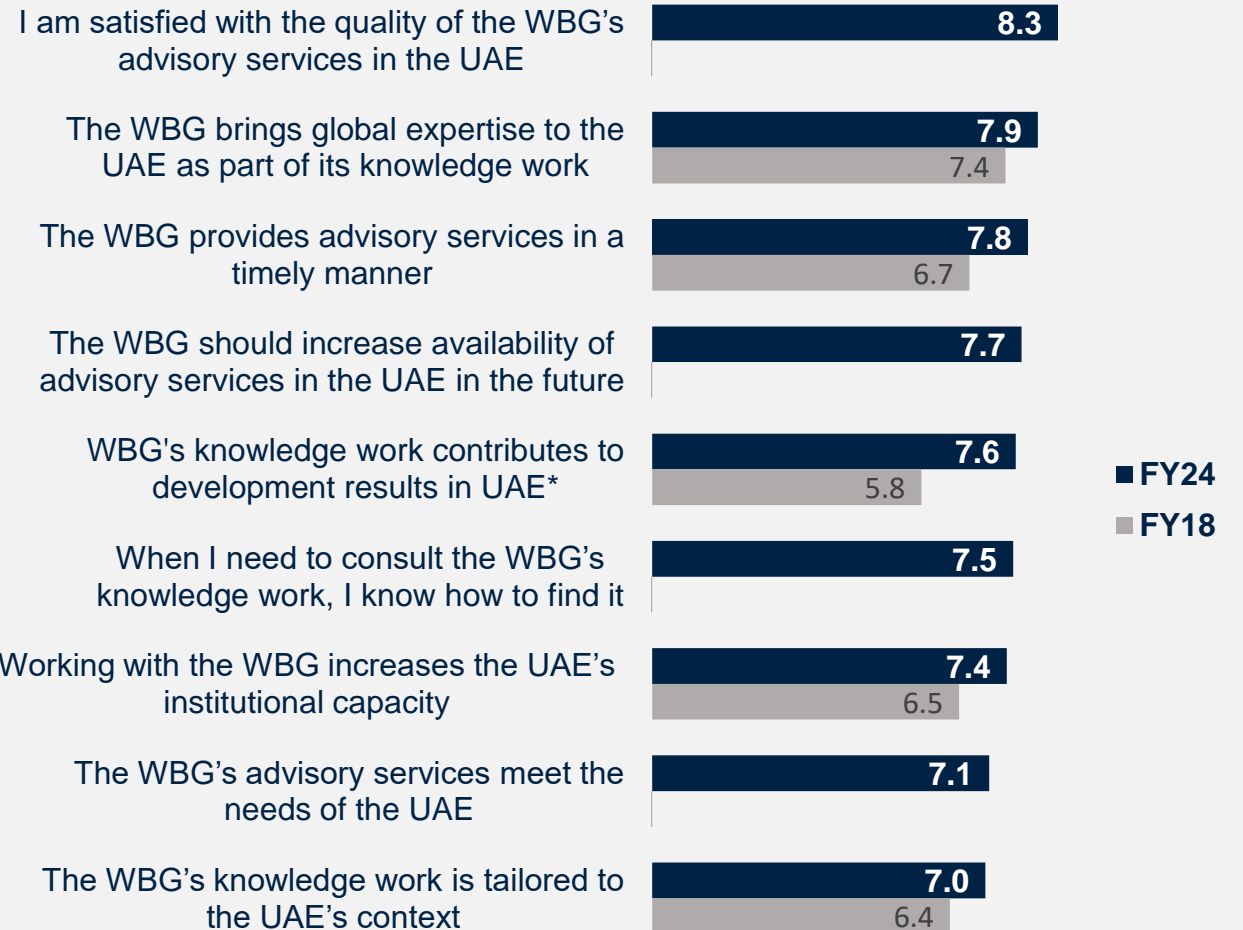 I am satisfied with the quality of the WBG’s
advisory services in the UAE
8.3
The WBG brings global expertise to the
UAE as part of its knowledge work
7.9
7.4
The WBG provides advisory services in a
timely manner
7.8
6.7
The WBG should increase availability of
advisory services in the UAE in the future
7.7
WBG's knowledge work contributes to
development results in UAE*
7.6
5.8
When I need to consult the WBG’s
knowledge work, I know how to find it
7.5
Working with the WBG increases the UAE’s
institutional capacity
7.4
6.5
The WBG’s advisory services meet the
needs of the UAE
7.1
The WBG’s knowledge work is tailored to
the UAE’s context
7.0
6.4
FY24
FY18